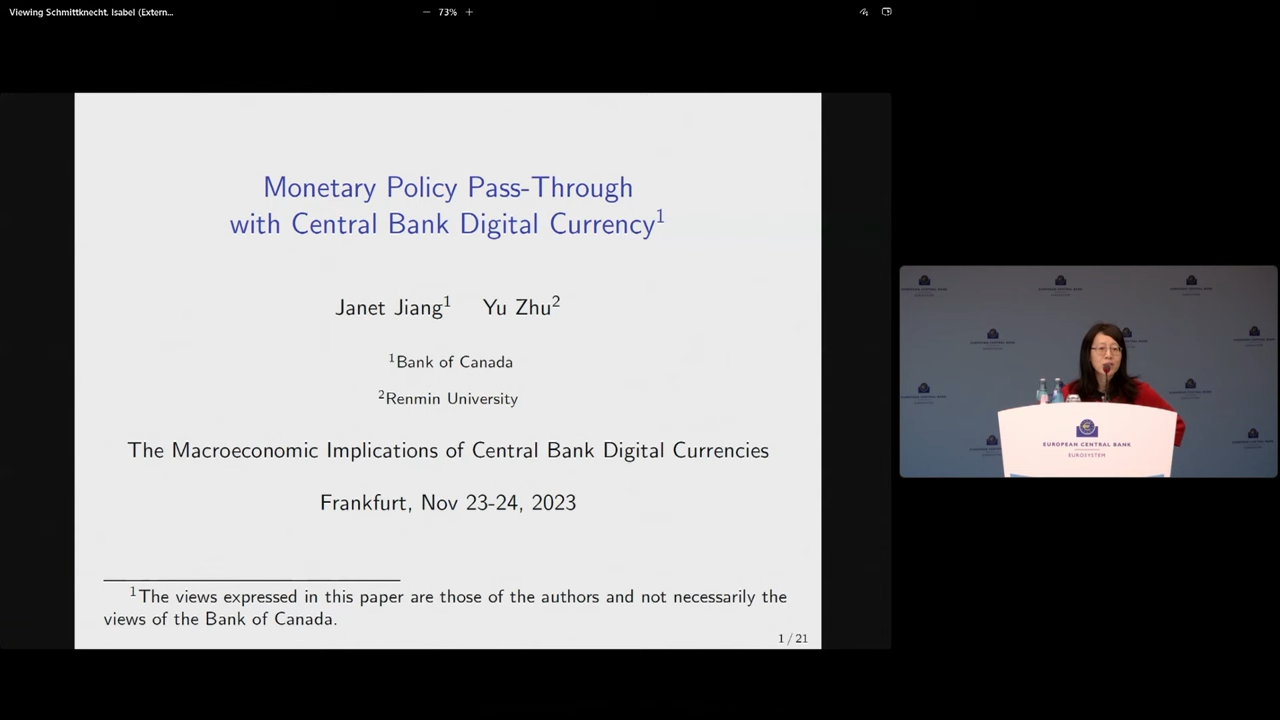 Viewing Schmittknecht, Isabel (Extern...
73%
Monetary Policy Pass-Through
with Central Bank Digital Currency1
Janet Jiang1 Yu Zhu2
1Bank of Canada
2Renmin University
The Macroeconomic Implications of Central Bank Digital Currencies
Frankfurt, Nov 23-24, 2023
1The views expressed in this paper are those of the authors and not necessarily the
views of the Bank of Canada.
1 / 21
EUROPEAN CENTRAL BANK
EUROSYSTEM